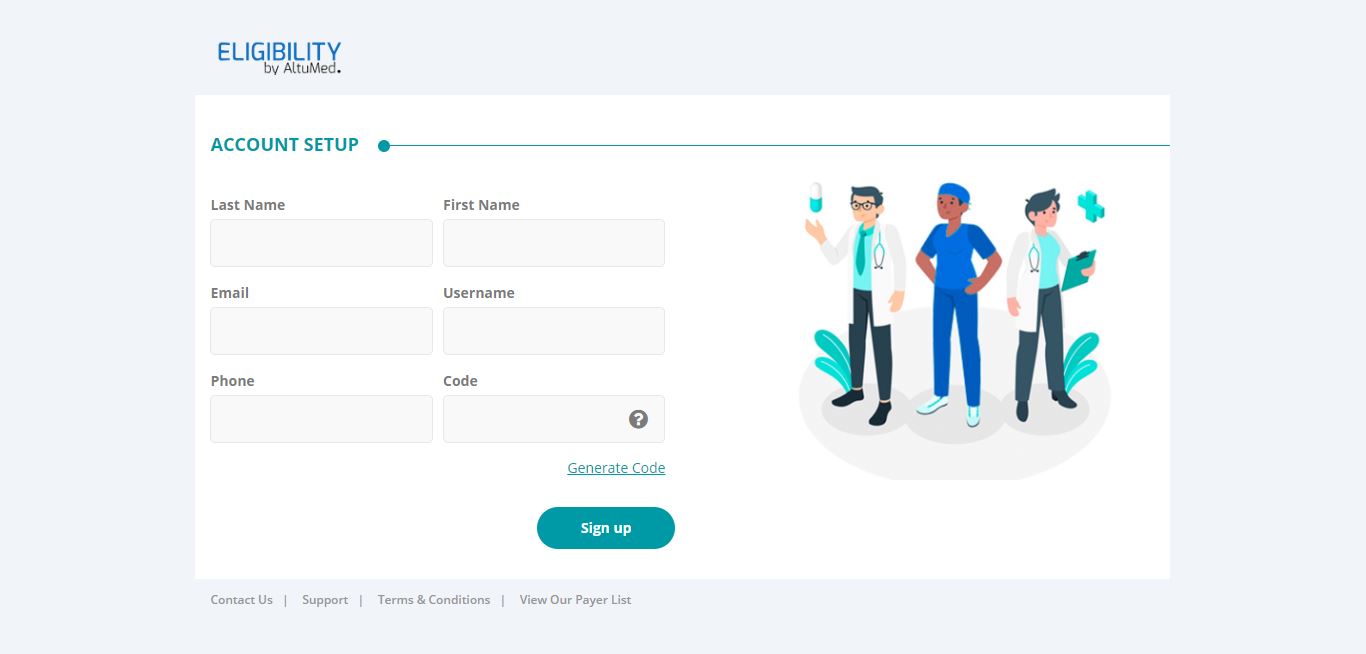 ELIGIBILITY
by AltuMed.
ACCOUNT SETUP
Last Name
First Name
Email
Username
Phone
Code
?
Generate Code
Sign up
Contact Us | Support | Terms & Conditions | View Our Payer List